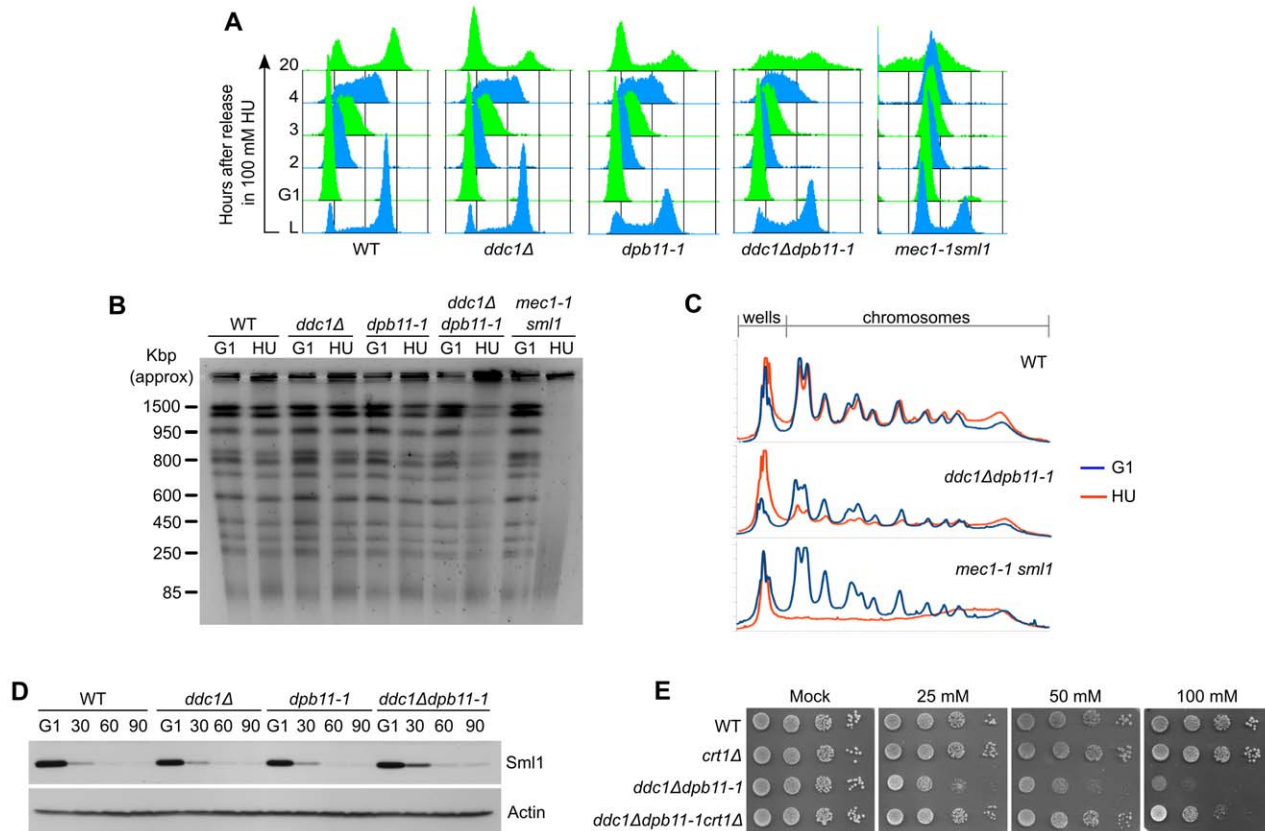 A
Hours after release
in 100 mM HU
20
4
3
2
G1
L
WT
ddc1Δ
dpb11-1
ddc1Δdpb11-1
mec1-1sml1
B
WT
ddc1Δ
dpb11-1
ddc1Δ
dpb11-1
mec1-1
sml1
Kbp
(approx)
G1 HU G1 HU G1 HU G1 HU G1 HU
1500
950
800
600
450
250
85
C
wells
chromosomes
WT
ddc1Δdpb11-1
mec1-1 sml1
G1
HU
D
WT ddc1Δ dpb11-1 ddc1Δdpb11-1
G1 30 60 90 G1 30 60 90 G1 30 60 90 G1 30 60 90
Sml1
Actin
E
Mock 25 mM 50 mM 100 mM
WT
crt1Δ
ddc1Δdpb11-1
ddc1Δdpb11-1crt1Δ